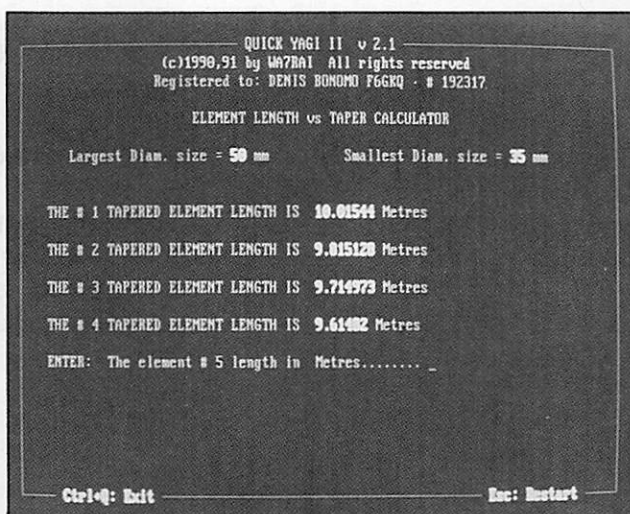 QUICK YAGI II v 2.1
(c)1990,91 by WA7RAI All rights reserved
Registered to: DENIS BONOMO F6GKQ - # 192317
ELEMENT LENGTH vs TAPER CALCULATOR
Largest Diam. size = 50 mm Smallest Diam. size = 35 mm
THE # 1 TAPERED ELEMENT LENGTH IS 10.01544 Metres
THE # 2 TAPERED ELEMENT LENGTH IS 9.815128 Metres
THE # 3 TAPERED ELEMENT LENGTH IS 9.714973 Metres
THE # 4 TAPERED ELEMENT LENGTH IS 9.61482 Metres
ENTER: The element # 5 length in Metres........ _
Ctrl+Q: Exit Esc: Restart